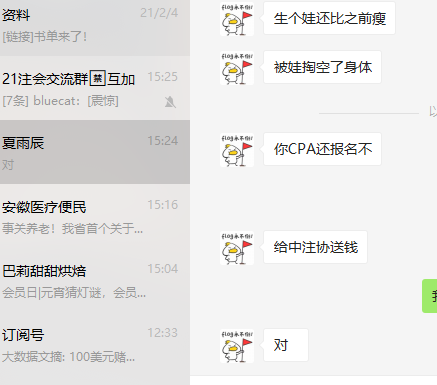 资料
21/2/4
[链接]书单来了！
21注会交流群禁互加
15:25
[7条] bluecat：[震惊]
夏雨辰
15:24
对
安徽医疗便民
15:16
事关养老！我省首个关于...
巴莉甜甜烘焙
15:04
会员日|元宵猜灯谜，会员...
订阅号
12:33
大数据文摘: 100美元赌...
生个娃还比之前瘦
被娃掏空了身体
以
你CPA还报名不
给中注协送钱
对